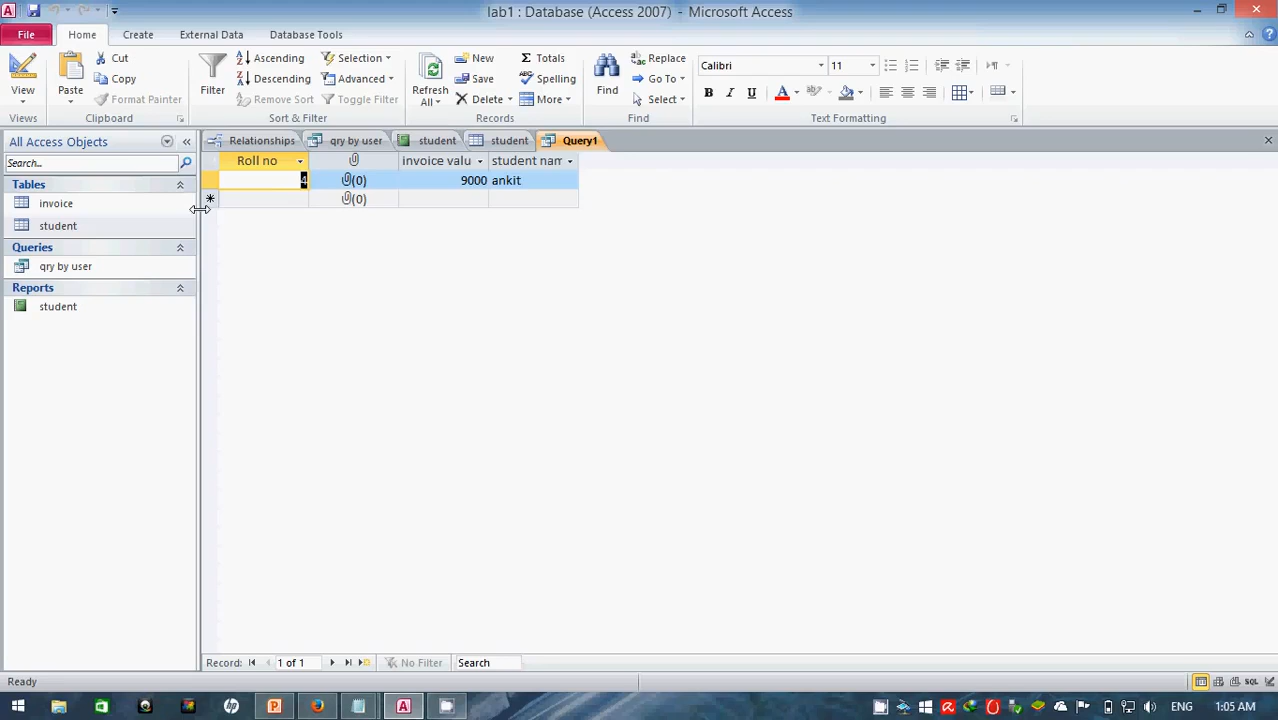 lab1 : Database (Access 2007) - Microsoft Access
File Home Create External Data Database Tools
View
Views
Paste
Cut
Copy
Format Painter
Clipboard
Filter
Ascending
Descending
Remove Sort
Selection
Advanced
Toggle Filter
Sort & Filter
Refresh
All
New
Save
Delete
Totals
Spelling
More
Records
Find
Replace
Go To
Select
Find
Calibri 11
B I U A
Text Formatting
All Access Objects
Search...
Tables
invoice
student
Queries
qry by user
Reports
student
Relationships qry by user student student Query1
Roll no invoice valu student nam
4 (0) 9000 ankit
(0)
Record: 1 of 1 No Filter Search
Ready
SQL
ENG 1:05 AM